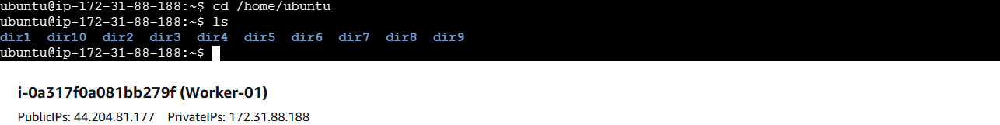 ubuntu@ip-172-31-88-188:~$ cd /home/ubuntu
ubuntu@ip-172-31-88-188:~$ ls
dir1 dir10 dir2 dir3 dir4 dir5 dir6 dir7 dir8 dir9
ubuntu@ip-172-31-88-188:~$
i-0a317f0a081bb279f (Worker-01)
PublicIPs: 44.204.81.177 PrivateIPs: 172.31.88.188